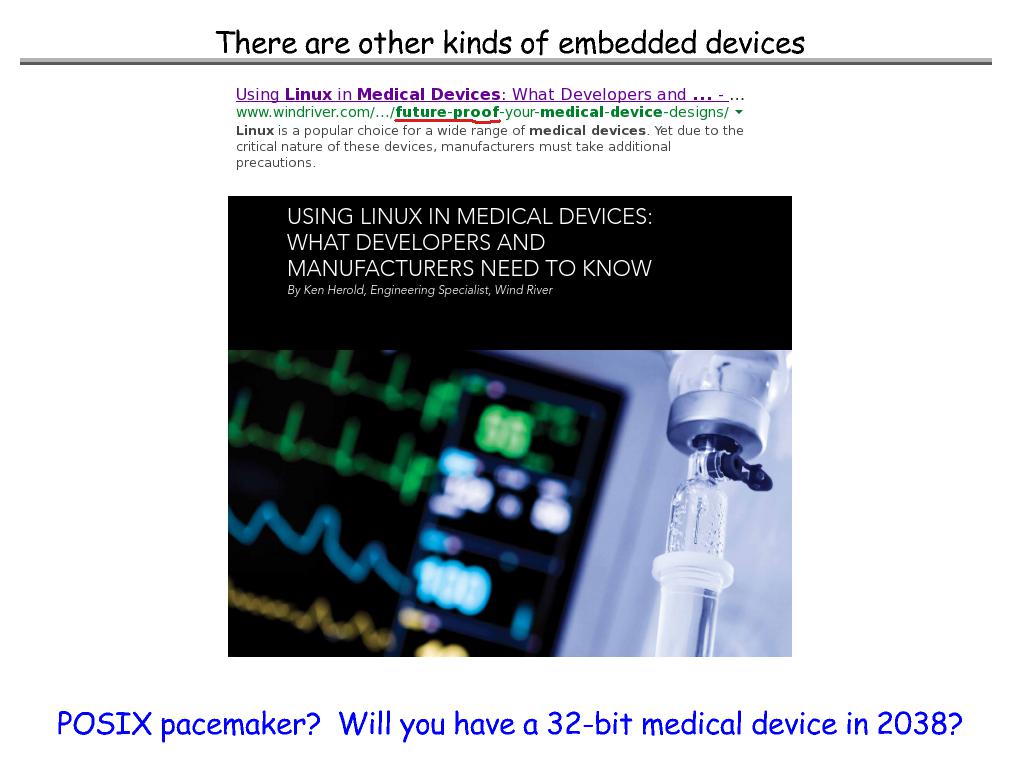 There are other kinds of embedded devices
Using Linux in Medical Devices: What Developers and ... - ...
www.windriver.com/.../future-proof-your-medical-device-designs/
Linux is a popular choice for a wide range of medical devices. Yet due to the
critical nature of these devices, manufacturers must take additional
precautions.
USING LINUX IN MEDICAL DEVICES:
WHAT DEVELOPERS AND
MANUFACTURERS NEED TO KNOW
By Ken Herold, Engineering Specialist, Wind River
POSIX pacemaker? Will you have a 32-bit medical device in 2038?